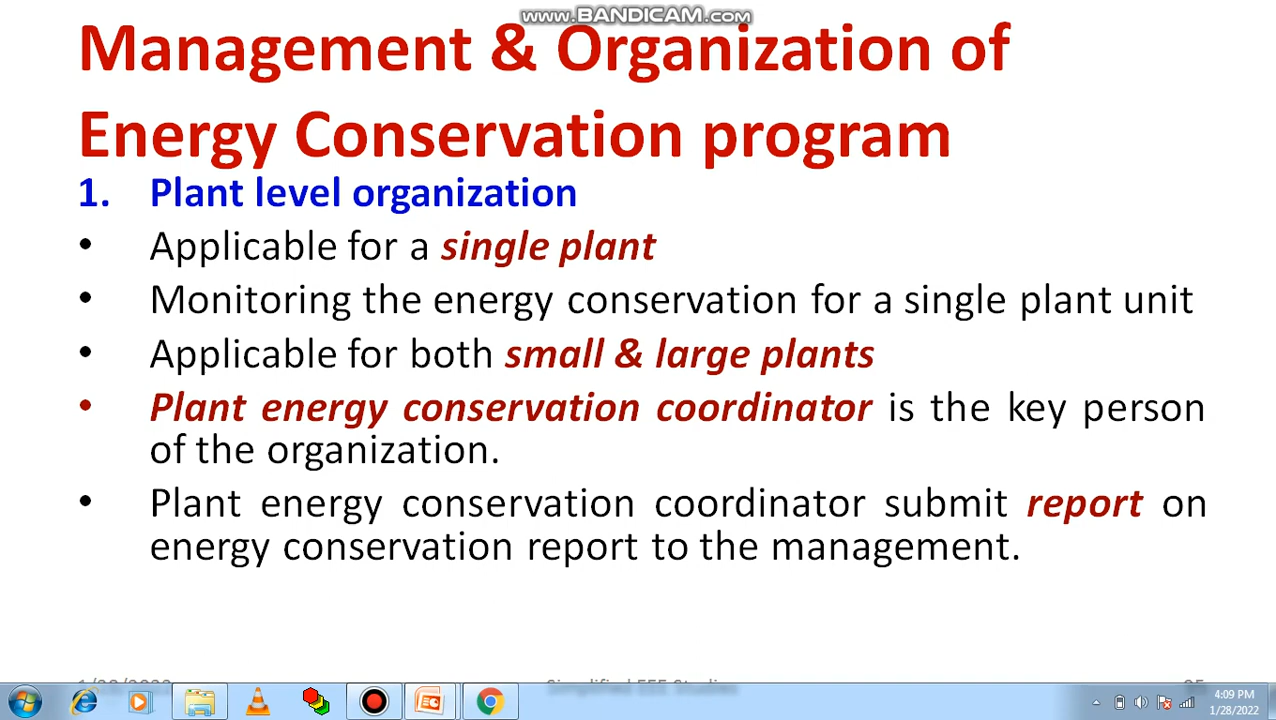 www.BANDICAM.com
Management & Organization of
Energy Conservation program
1. Plant level organization
• Applicable for a single plant
• Monitoring the energy conservation for a single plant unit
• Applicable for both small & large plants
• Plant energy conservation coordinator is the key person
of the organization.
• Plant energy conservation coordinator submit report on
energy conservation report to the management.
Simplified EEE Studies
4:09 PM
1/28/2022